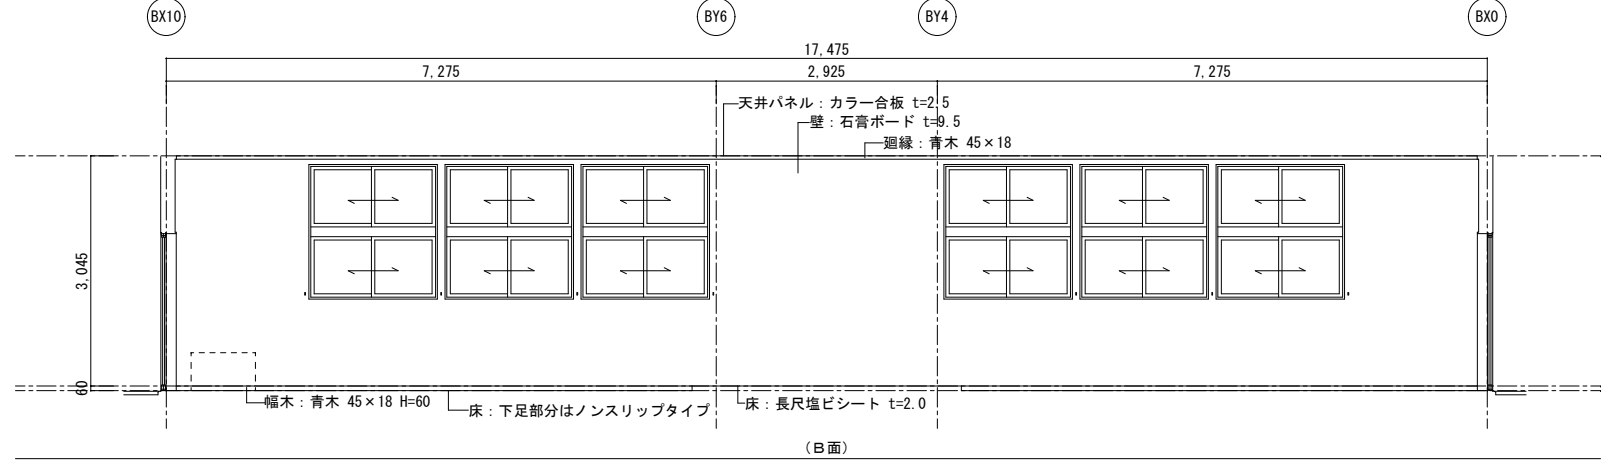 BX10
BY6
BY4
BX0
17,475
7,275
2,925
7,275
天井パネル：カラー合板 t=2.5
壁：石膏ボード t=9.5
廻縁：青木 45×18
3,045
60
幅木：青木 45×18 H=60
床：下足部分はノンスリップタイプ
床：長尺塩ビシート t=2.0
（Ｂ面）